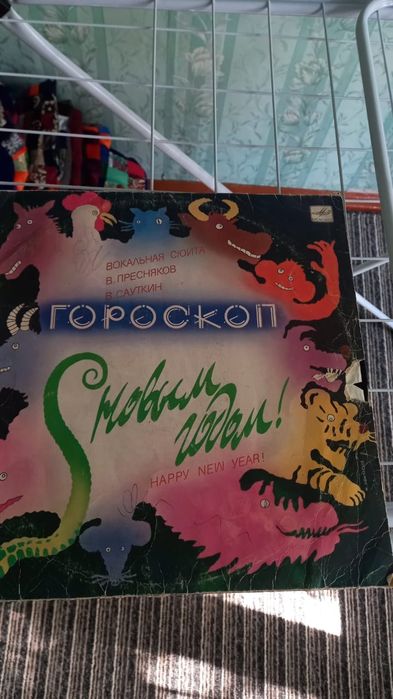 ВОКАЛЬНАЯ СЮИТА
В. ПРЕСНЯКОВ
В. САУТКИН
ГОРОСКОП
С новым
годом!
HAPPY NEW YEAR!